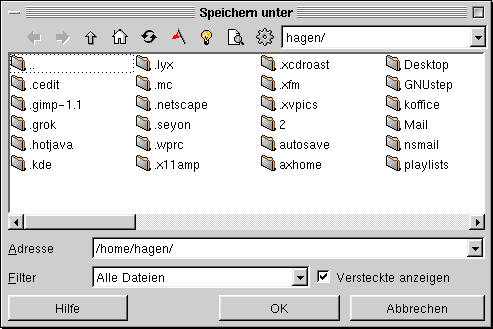 Speichern unter
hagen/
.. .lyx .xcdroast Desktop
.cedit .mc .xfm GNUstep
.gimp-1.1 .netscape .xvpics koffice
.grok .seyon 2 Mail
.hotjava .wprc autosave nsmail
.kde .x11amp axhome playlists
Adresse /home/hagen/
Filter Alle Dateien Versteckte anzeigen
Hilfe OK Abbrechen